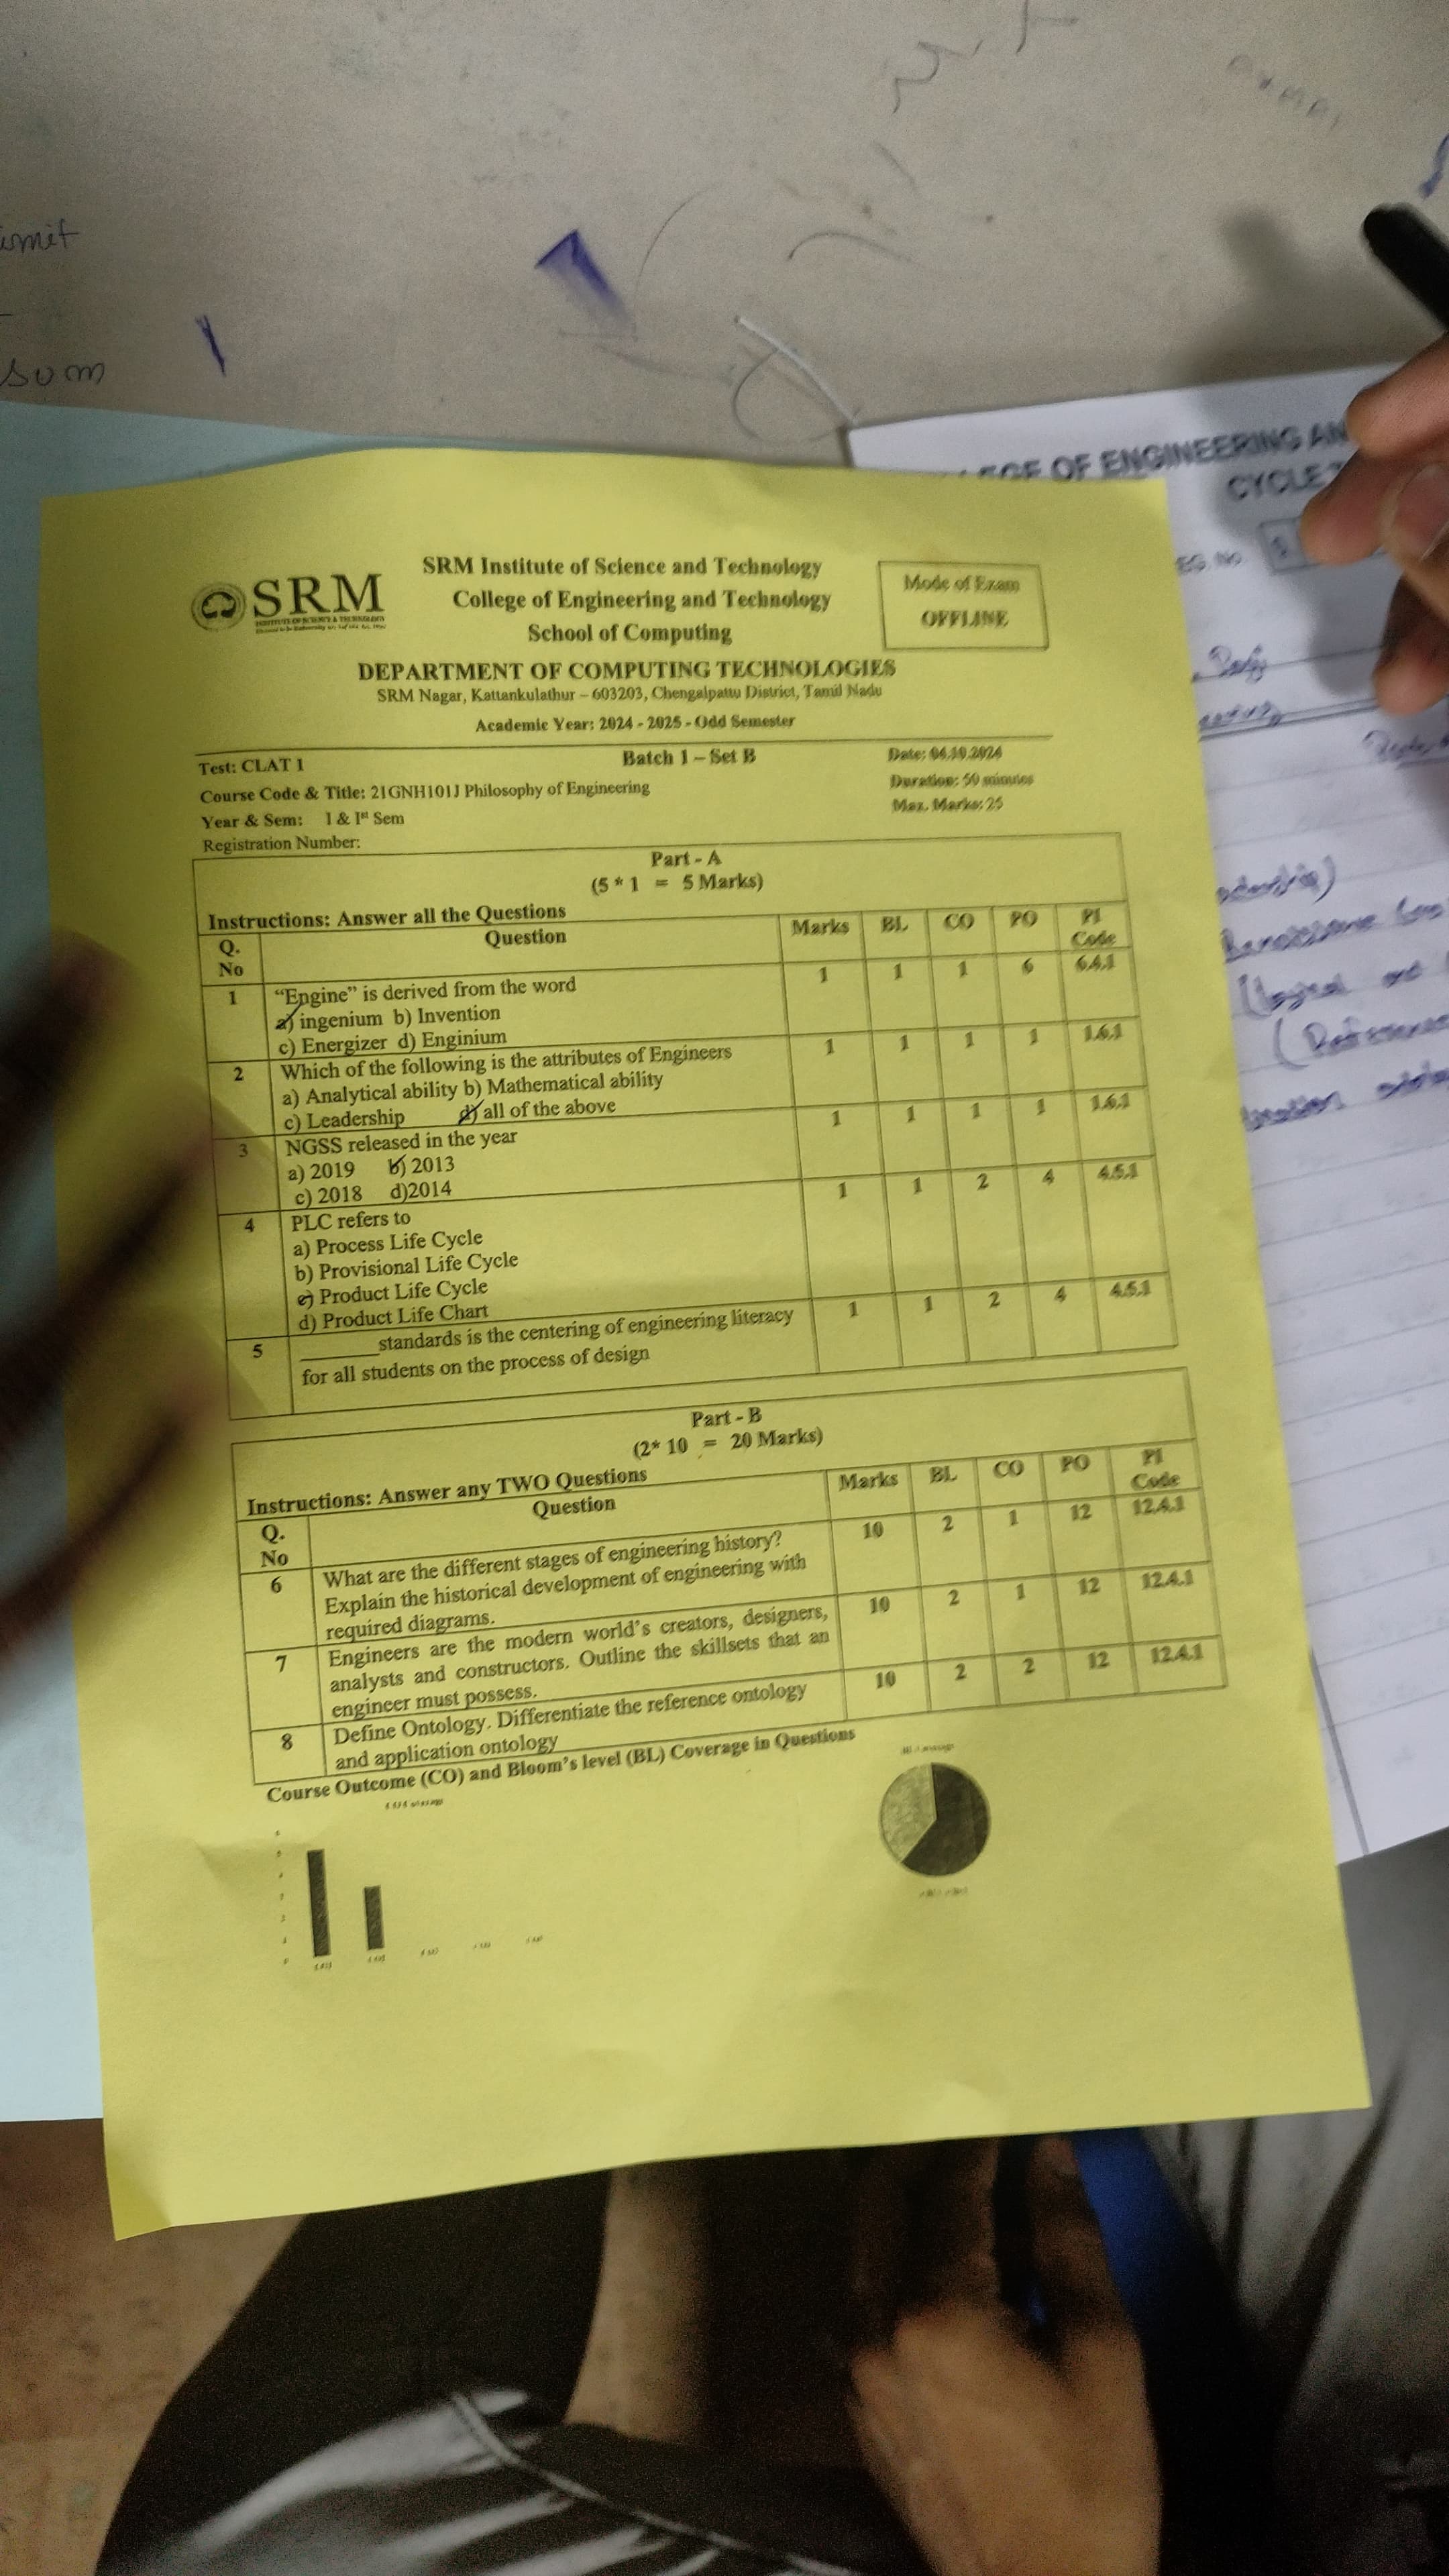 umit
sum
GE OF ENGINEERING AN
CYCLE
EG. No.
SRM
INSTITUTE OF SCIENCE & TECHNOLOGY
SRM Institute of Science and Technology
College of Engineering and Technology
School of Computing
Mode of Exam
OFFLINE
DEPARTMENT OF COMPUTING TECHNOLOGIES
SRM Nagar, Kattankulathur – 603203, Chengalpattu District, Tamil Nadu
Academic Year: 2024 - 2025 - Odd Semester
Test: CLAT 1 Batch 1 – Set B Date: 04.10.2024
Course Code & Title: 21GNH101J Philosophy of Engineering Duration: 50 minutes
Year & Sem: I & Ist Sem Max. Marks: 25
Registration Number:
Part - A
(5 * 1 = 5 Marks)
Instructions: Answer all the Questions
Q. No Question Marks BL CO PO PI Code
1 “Engine” is derived from the word 1 1 1 6 6.4.1
a) ingenium b) Invention
c) Energizer d) Enginium
2 Which of the following is the attributes of Engineers 1 1 1 1 1.6.1
a) Analytical ability b) Mathematical ability
c) Leadership d) all of the above
3 NGSS released in the year 1 1 1 1 1.6.1
a) 2019 b) 2013
c) 2018 d)2014
4 PLC refers to 1 1 2 4 4.5.1
a) Process Life Cycle
b) Provisional Life Cycle
c) Product Life Cycle
d) Product Life Chart
5 ________standards is the centering of engineering literacy 1 1 2 4 4.5.1
for all students on the process of design
Part - B
(2* 10 = 20 Marks)
Instructions: Answer any TWO Questions
Q. No Question Marks BL CO PO PI Code
6 What are the different stages of engineering history? 10 2 1 12 12.4.1
Explain the historical development of engineering with
required diagrams.
7 Engineers are the modern world’s creators, designers, 10 2 1 12 12.4.1
analysts and constructors. Outline the skillsets that an
engineer must possess.
8 Define Ontology. Differentiate the reference ontology 10 2 2 12 12.4.1
and application ontology
Course Outcome (CO) and Bloom’s level (BL) Coverage in Questions